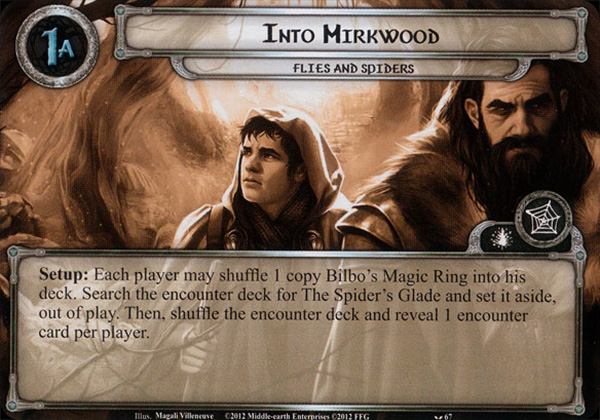 1A
INTO MIRKWOOD
FLIES AND SPIDERS
Setup: Each player may shuffle 1 copy Bilbo's Magic Ring into his
deck. Search the encounter deck for The Spider's Glade and set it aside,
out of play. Then, shuffle the encounter deck and reveal 1 encounter
card per player.
Illus. Magali Villeneuve ©2012 Middle-earth Enterprises ©2012 FFG 67